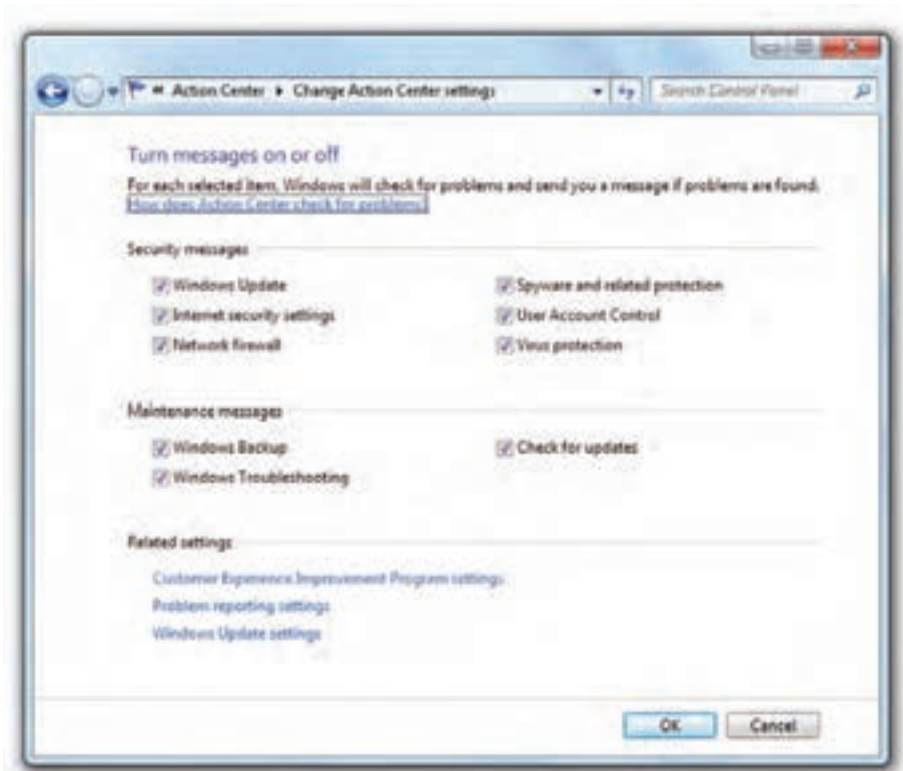 « Action Center ▸ Change Action Center settings Search Control Panel
Turn messages on or off
For each selected item, Windows will check for problems and send you a message if problems are found.
How does Action Center check for problems?
Security messages
Windows Update Spyware and related protection
Internet security settings User Account Control
Network firewall Virus protection
Maintenance messages
Windows Backup Check for updates
Windows Troubleshooting
Related settings
Customer Experience Improvement Program settings
Problem reporting settings
Windows Update settings
OK Cancel